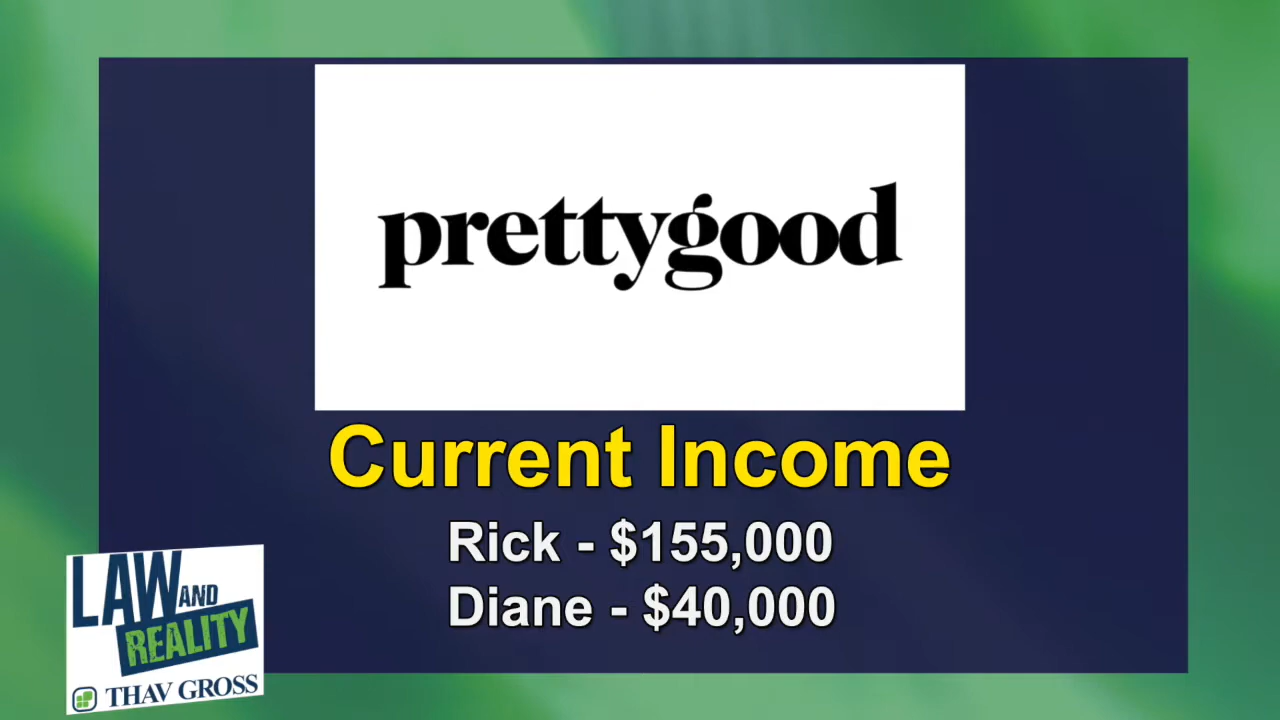 prettygood
Current Income
Rick - $155,000
Diane - $40,000
LAW AND
REALITY
THAV GROSS